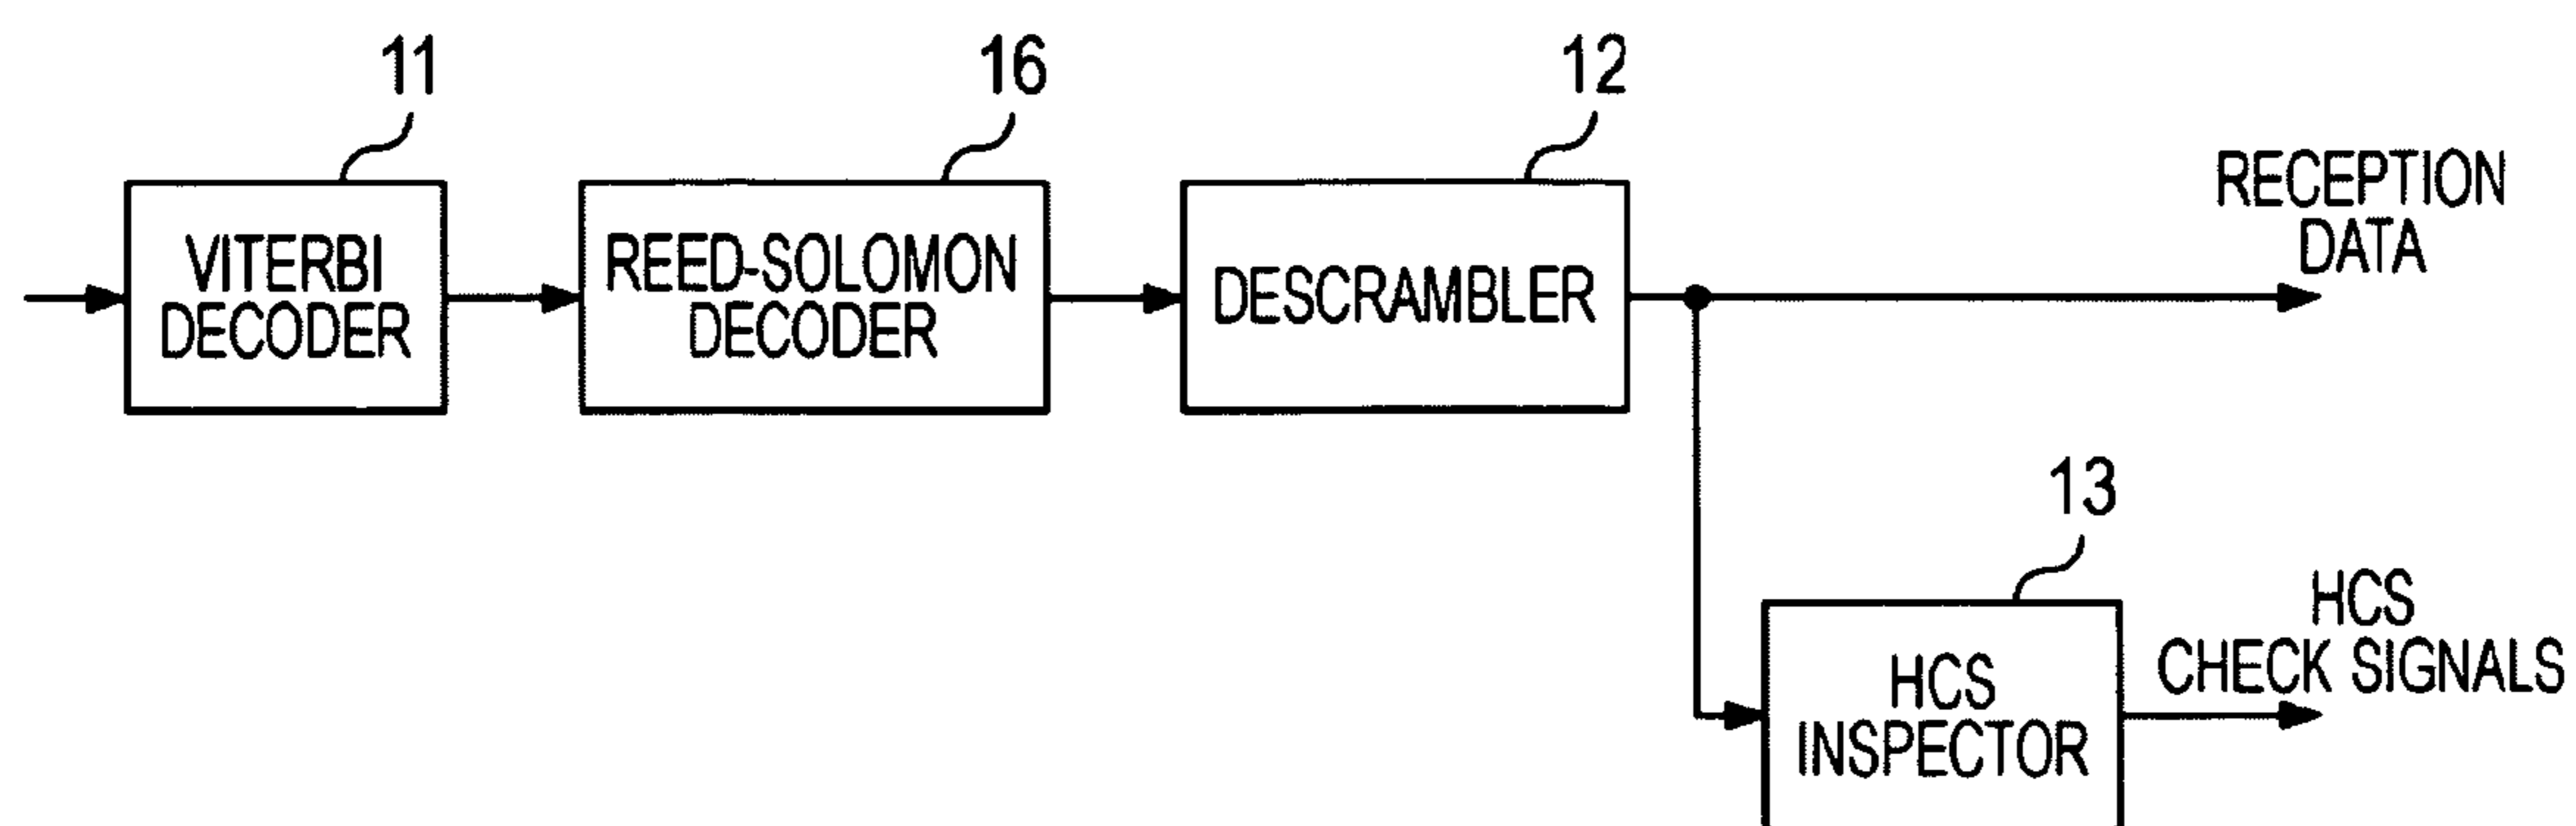 11
16
12
VITERBI
DECODER
REED-SOLOMON
DECODER
DESCRAMBLER
RECEPTION
DATA
13
HCS
INSPECTOR
HCS
CHECK SIGNALS